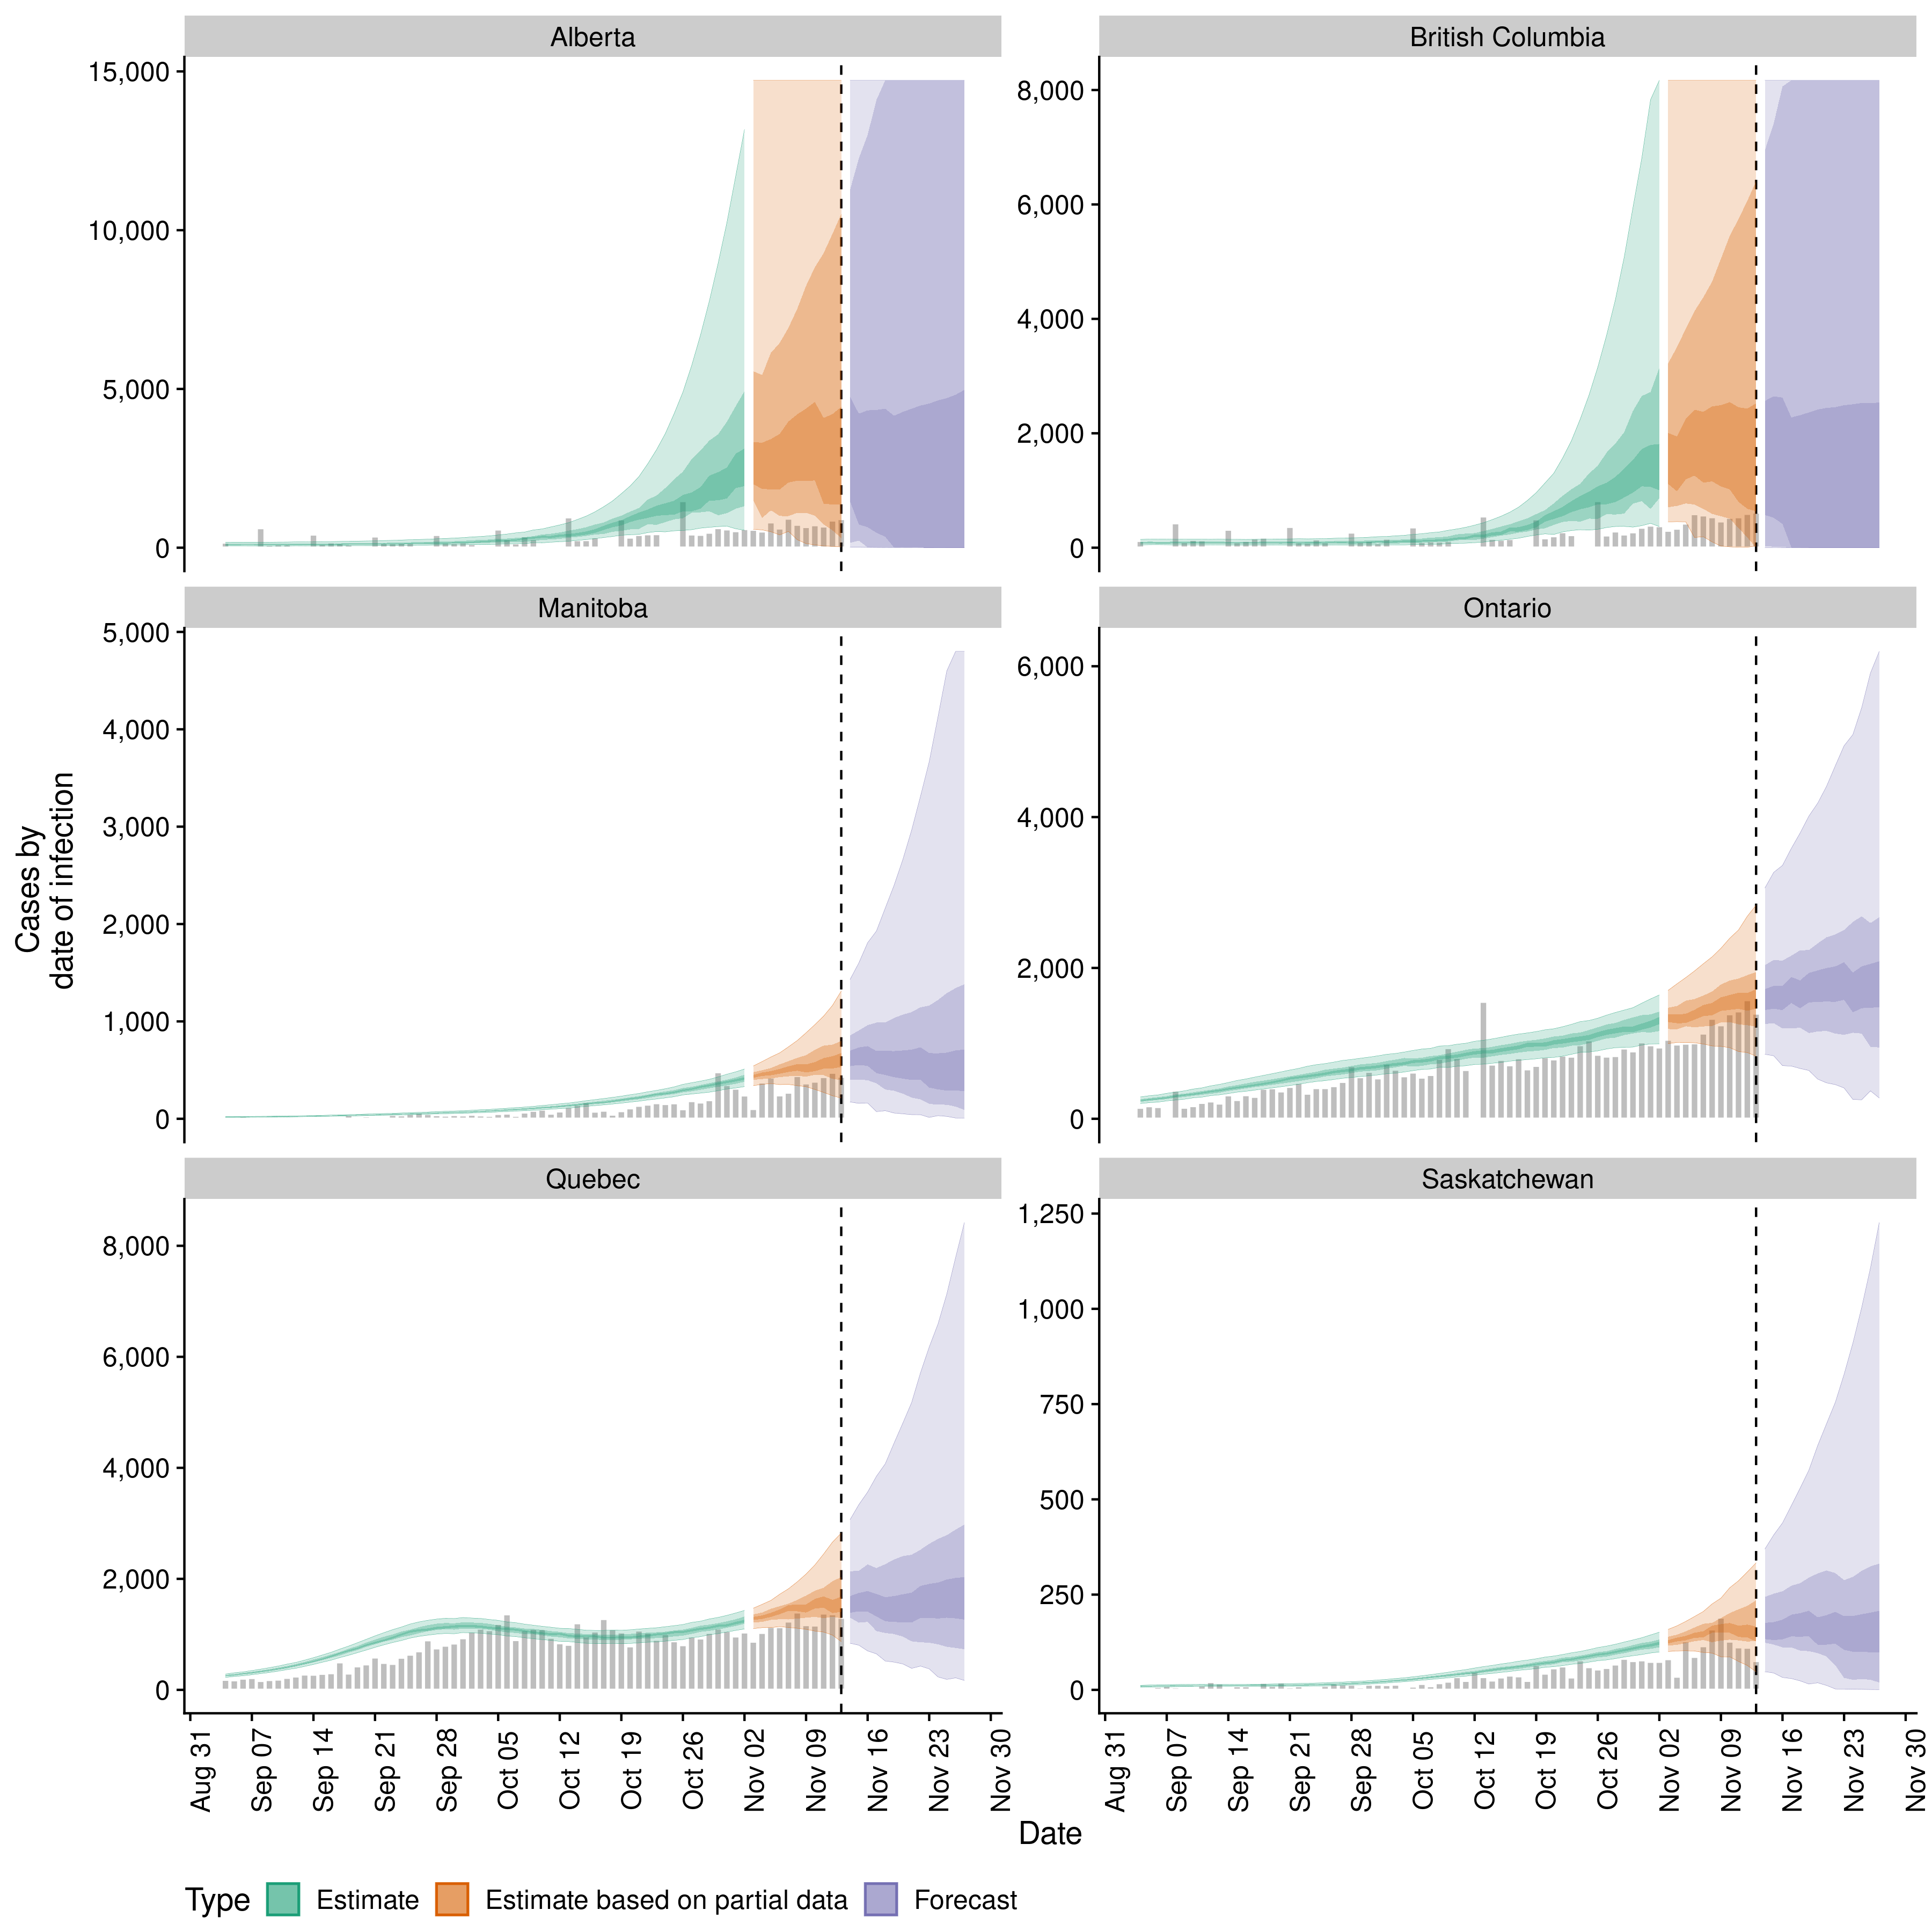 Alberta
British Columbia
15,000
10,000
5,000
0
8,000
6,000
4,000
2,000
0
Manitoba
Ontario
5,000
4,000
3,000
2,000
1,000
0
6,000
4,000
2,000
0
Cases by
date of infection
Quebec
Saskatchewan
8,000
6,000
4,000
2,000
0
1,250
1,000
750
500
250
0
Aug 31
Sep 07
Sep 14
Sep 21
Sep 28
Oct 05
Oct 12
Oct 19
Oct 26
Nov 02
Nov 09
Nov 16
Nov 23
Nov 30
Aug 31
Sep 07
Sep 14
Sep 21
Sep 28
Oct 05
Oct 12
Oct 19
Oct 26
Nov 02
Nov 09
Nov 16
Nov 23
Nov 30
Date
Type Estimate Estimate based on partial data Forecast